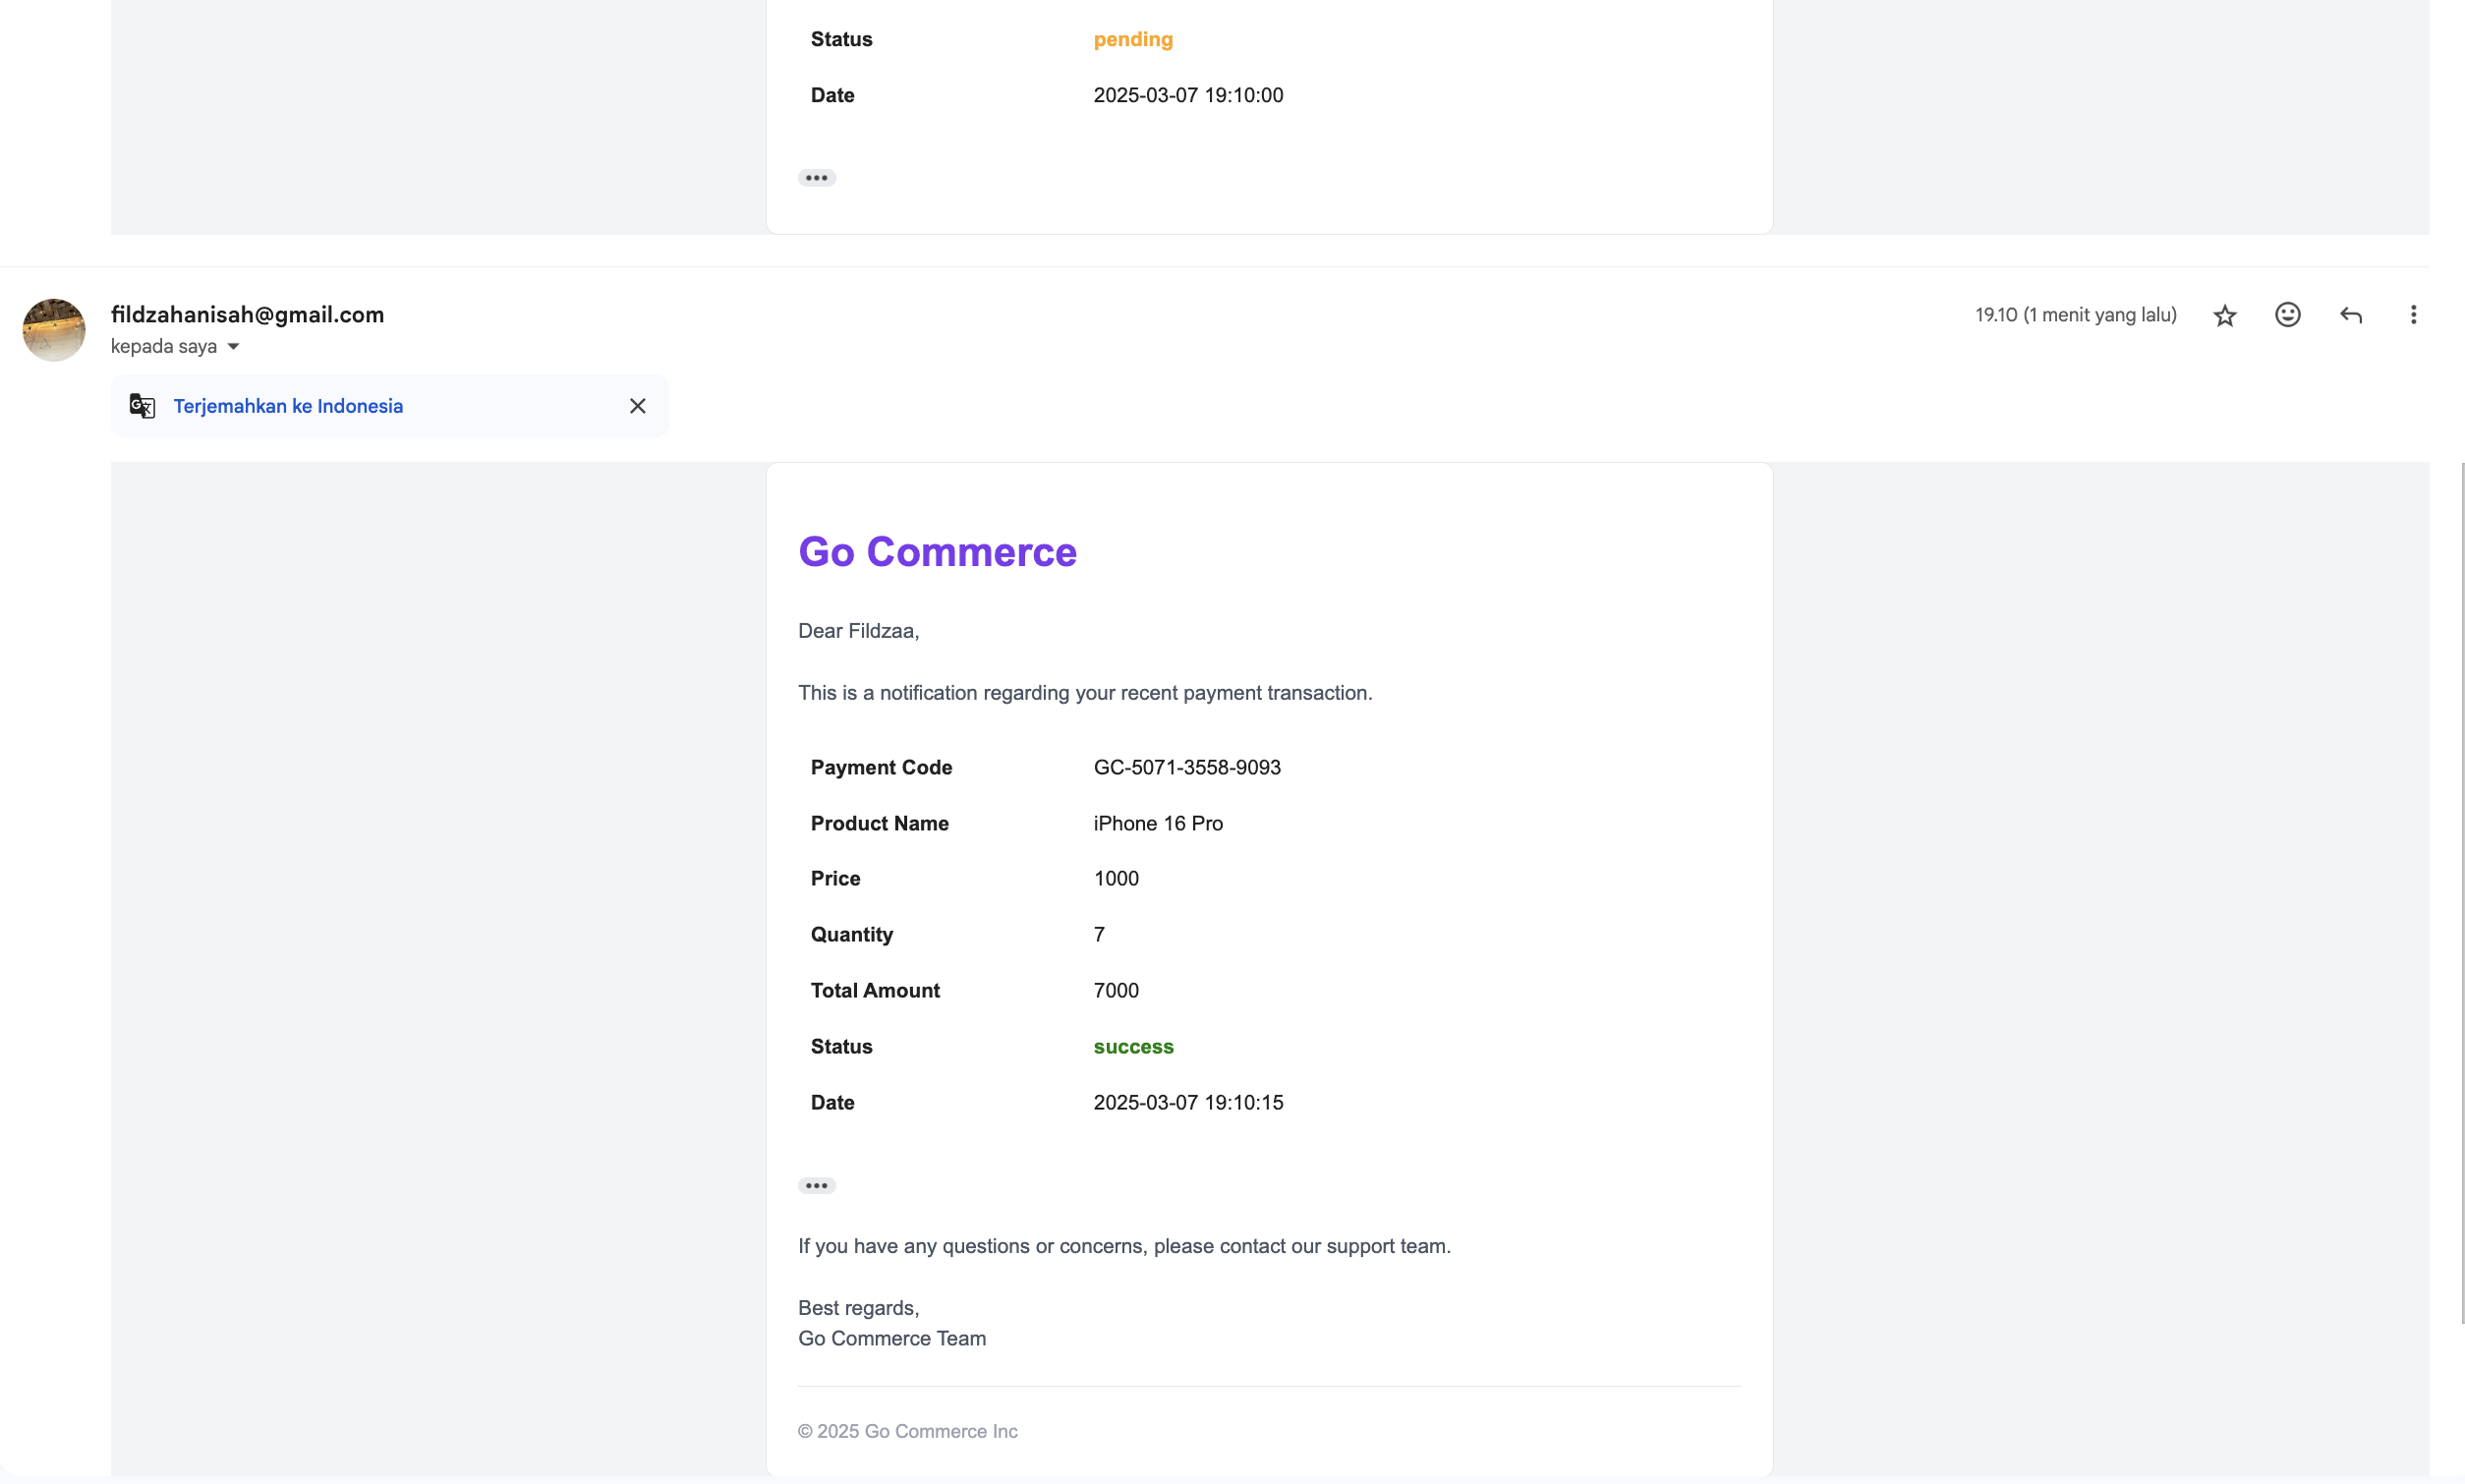 Status pending
Date 2025-03-07 19:10:00
fildzahanisah@gmail.com 19.10 (1 menit yang lalu)
kepada saya
Terjemahkan ke Indonesia
Go Commerce
Dear Fildzaa,
This is a notification regarding your recent payment transaction.
Payment Code GC-5071-3558-9093
Product Name iPhone 16 Pro
Price 1000
Quantity 7
Total Amount 7000
Status success
Date 2025-03-07 19:10:15
If you have any questions or concerns, please contact our support team.
Best regards,
Go Commerce Team
© 2025 Go Commerce Inc